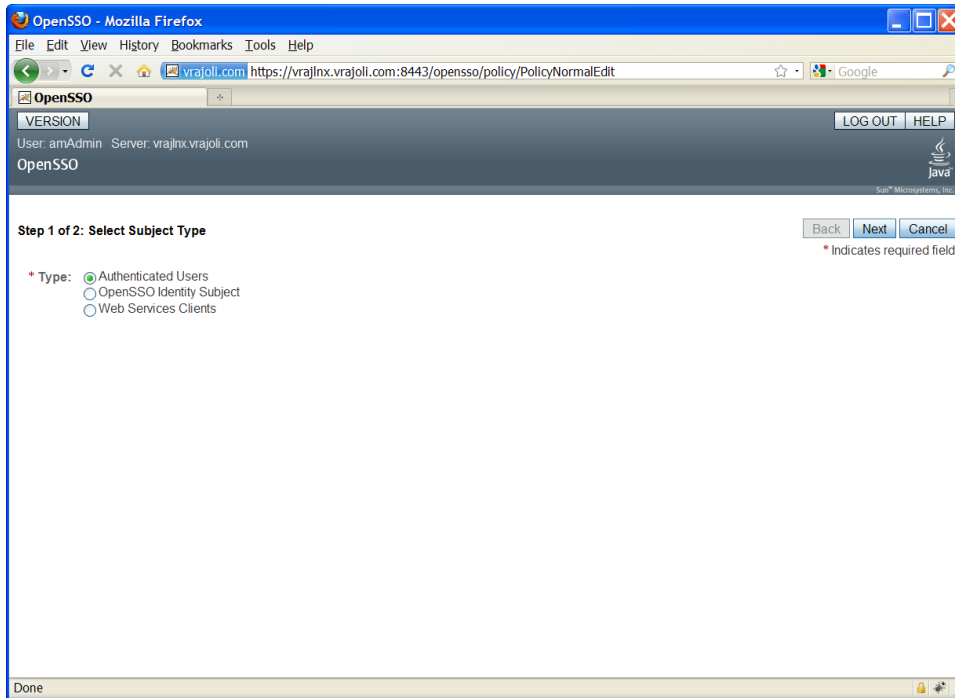 OpenSSO - Mozilla Firefox
File Edit View History Bookmarks Tools Help
vrajoli.com https://vrajlnx.vrajoli.com:8443/opensso/policy/PolicyNormalEdit Google
OpenSSO
VERSION LOG OUT HELP
User: amAdmin Server: vrajlnx.vrajoli.com
OpenSSO
Java
Sun™ Microsystems, Inc.
Step 1 of 2: Select Subject Type Back Next Cancel
* Indicates required field
* Type: Authenticated Users
OpenSSO Identity Subject
Web Services Clients
Done